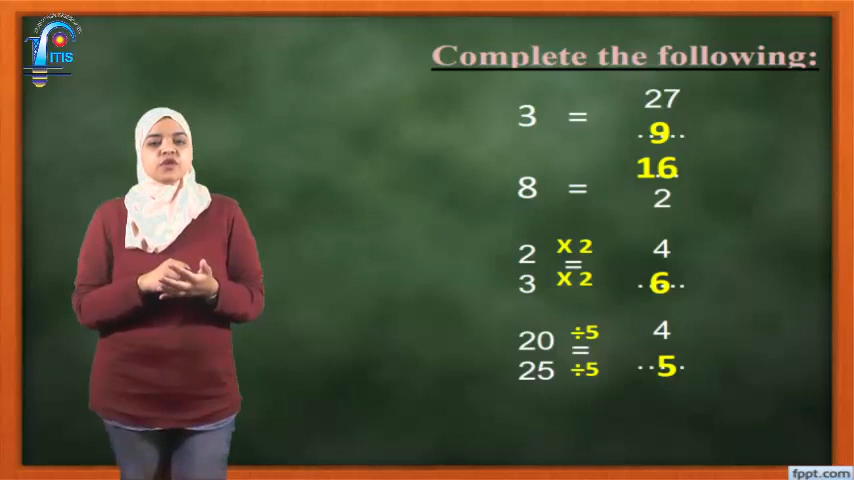 FITIS
Complete the following:
3 = 27
..9..
8 = 16
2
2 X 2 4
=
3 X 2 ..6..
20 ÷5 4
=
25 ÷5 ..5.
fppt.com